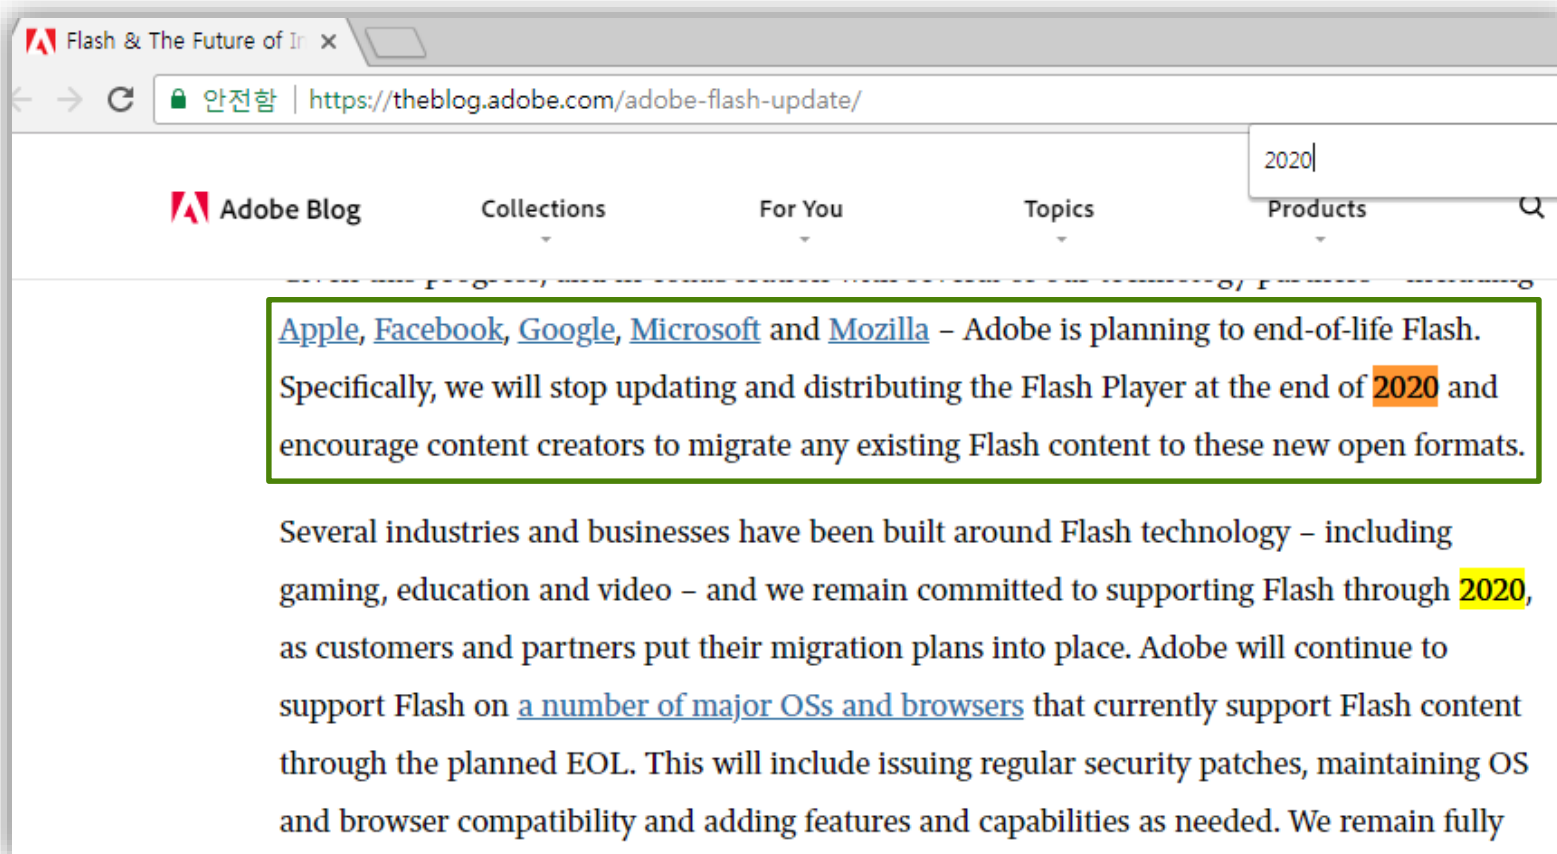 Flash & The Future of In
안전함 | https://theblog.adobe.com/adobe-flash-update/
2020
Adobe Blog Collections For You Topics Products
Apple, Facebook, Google, Microsoft and Mozilla – Adobe is planning to end-of-life Flash.
Specifically, we will stop updating and distributing the Flash Player at the end of 2020 and
encourage content creators to migrate any existing Flash content to these new open formats.
Several industries and businesses have been built around Flash technology – including
gaming, education and video – and we remain committed to supporting Flash through 2020,
as customers and partners put their migration plans into place. Adobe will continue to
support Flash on a number of major OSs and browsers that currently support Flash content
through the planned EOL. This will include issuing regular security patches, maintaining OS
and browser compatibility and adding features and capabilities as needed. We remain fully